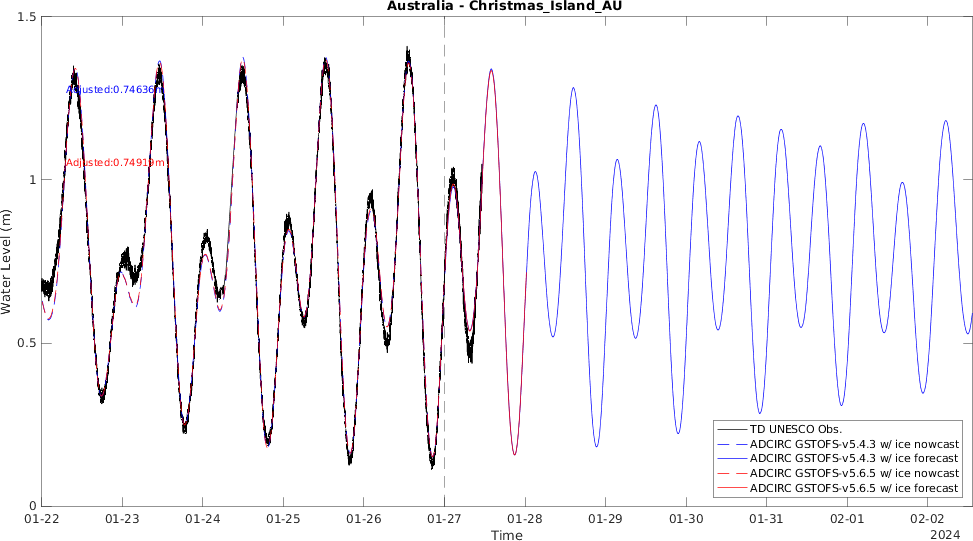 Australia - Christmas_Island_AU
1.5
Adjusted:0.74636m
Adjusted:0.74919m
1
Water Level (m)
0.5
0
TD UNESCO Obs.
ADCIRC GSTOFS-v5.4.3 w/ ice nowcast
ADCIRC GSTOFS-v5.4.3 w/ ice forecast
ADCIRC GSTOFS-v5.6.5 w/ ice nowcast
ADCIRC GSTOFS-v5.6.5 w/ ice forecast
01-22 01-23 01-24 01-25 01-26 01-27 01-28 01-29 01-30 01-31 02-01 02-02
Time
2024